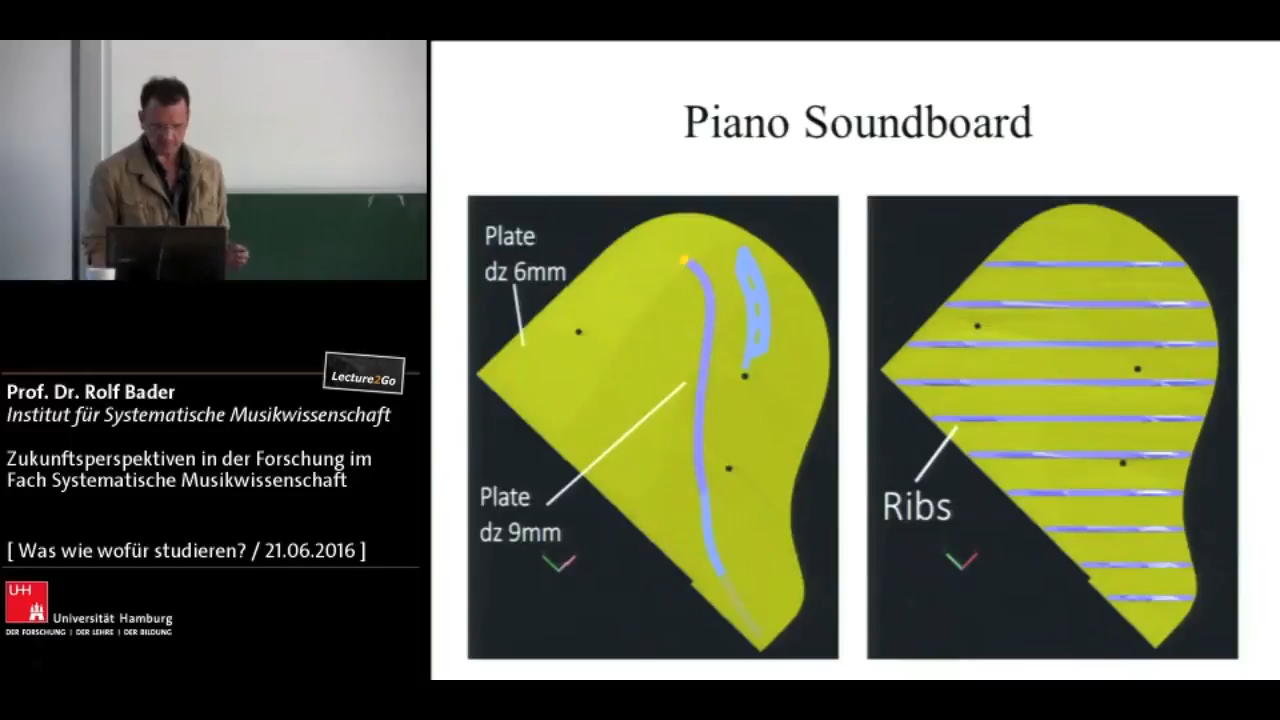 Piano Soundboard
Plate
dz 6mm
Plate
dz 9mm
Ribs
Lecture2Go
Prof. Dr. Rolf Bader
Institut für Systematische Musikwissenschaft
Zukunftsperspektiven in der Forschung im
Fach Systematische Musikwissenschaft
[ Was wie wofür studieren? / 21.06.2016 ]
UH
Universität Hamburg
DER FORSCHUNG | DER LEHRE | DER BILDUNG